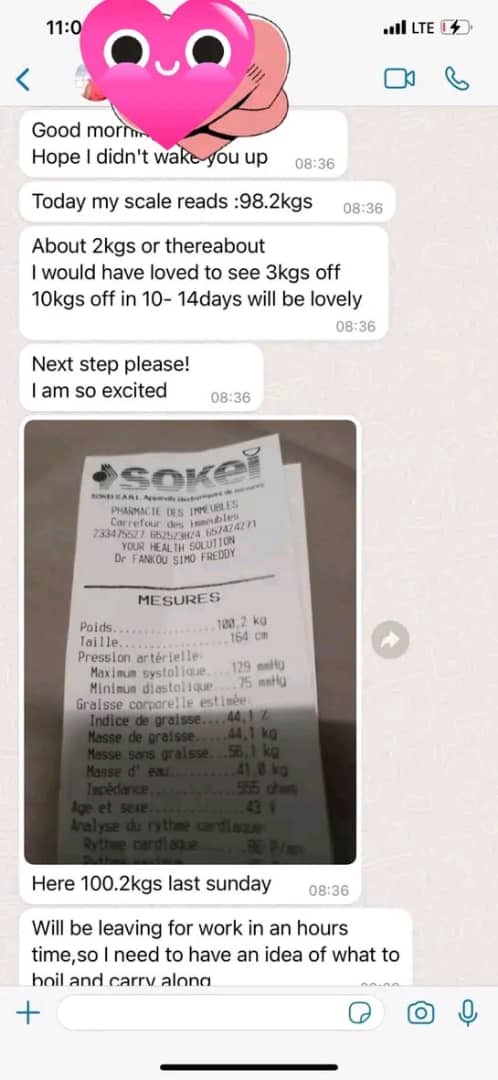 11:0
LTE
Good morn
Hope I didn't wake you up
08:36
Today my scale reads :98.2kgs
08:36
About 2kgs or thereabout
I would have loved to see 3kgs off
10kgs off in 10- 14days will be lovely
08:36
Next step please!
I am so excited
08:36
SOKEI
PHARMACIE DES IMMEUBLES
Carrefour des immeubles
233475527 652523824 657424271
YOUR HEALTH SOLUTION
Dr FANKOU SIMO FREDDY
MESURES
Poids..............100,2 kg
Taille..............164 cm
Pression artérielle:
Maximum systolique....129 mmHg
Minimum diastolique....75 mmHg
Graisse corporelle estimée:
Indice de graisse....44,1 %
Masse de graisse.....44,1 kg
Masse sans graisse...56,1 kg
Masse d' eau.........41,0 kg
Impédance............555 ohms
Age et sexe..............43
Analyse du rythme cardiaque
Rythme cardiaque
Here 100.2kgs last sunday
08:36
Will be leaving for work in an hours
time,so I need to have an idea of what to
boil and carry along